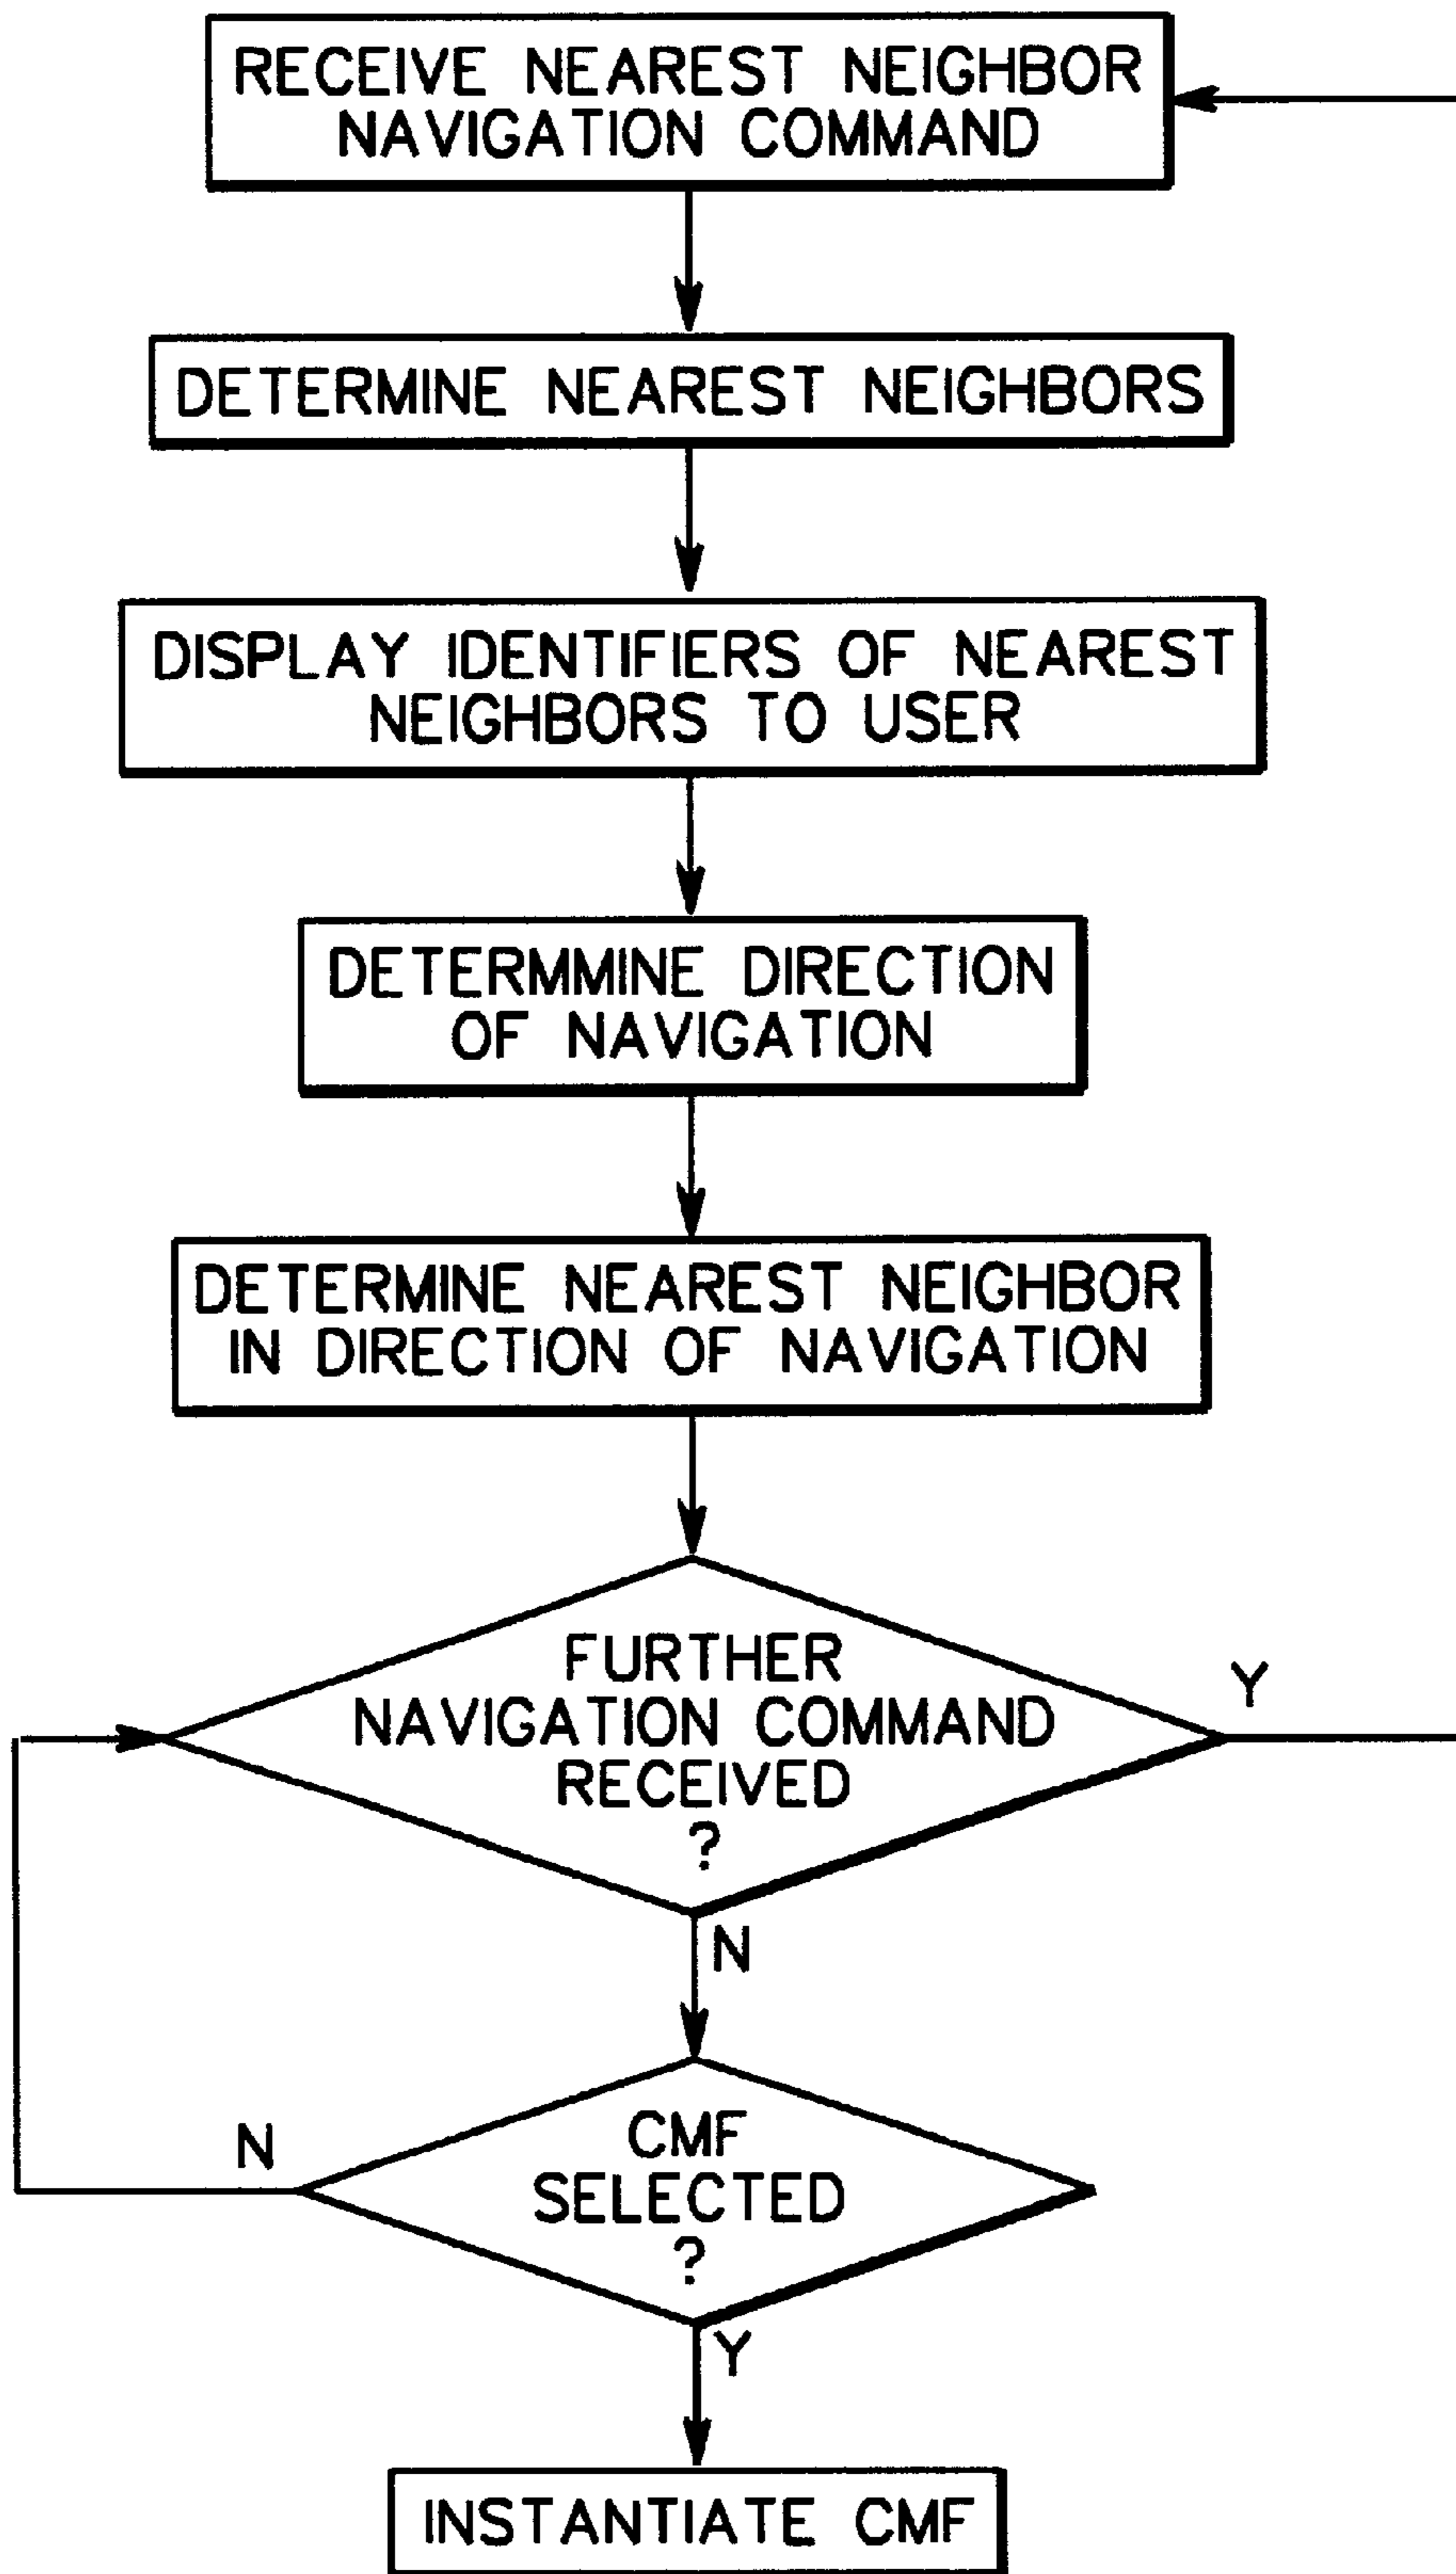 RECEIVE NEAREST NEIGHBOR
NAVIGATION COMMAND
DETERMINE NEAREST NEIGHBORS
DISPLAY IDENTIFIERS OF NEAREST
NEIGHBORS TO USER
DETERMMINE DIRECTION
OF NAVIGATION
DETERMINE NEAREST NEIGHBOR
IN DIRECTION OF NAVIGATION
FURTHER
NAVIGATION COMMAND
RECEIVED
?
Y
N
CMF
SELECTED
?
N
Y
INSTANTIATE CMF